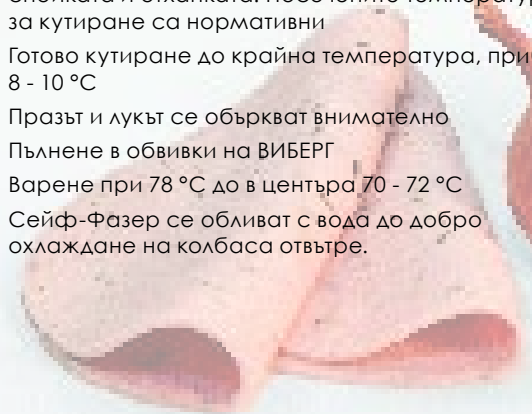 за кутиране са нормативни
Готово кутиране до крайна температура, при
8 - 10 °C
Празът и лукът се объркват внимателно
Пълнене в обвивки на ВИБЕРГ
Варене при 78 °C до в центъра 70 - 72 °C
Сейф-Фазер се обливат с вода до добро
охлаждане на колбаса отвътре.